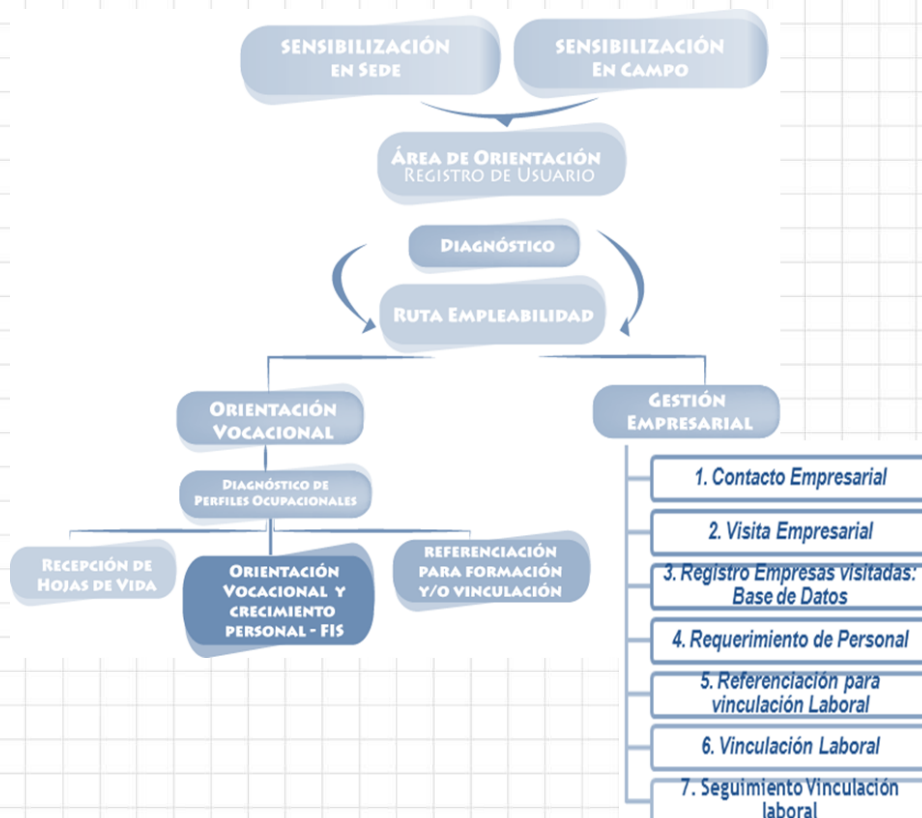 SENSIBILIZACIÓN
EN SEDE
SENSIBILIZACIÓN
EN CAMPO
ÁREA DE ORIENTACIÓN
REGISTRO DE USUARIO
DIAGNÓSTICO
RUTA EMPLEABILIDAD
ORIENTACIÓN
VOCACIONAL
DIAGNÓSTICO DE
PERFILES OCUPACIONALES
RECEPCIÓN DE
HOJAS DE VIDA
ORIENTACIÓN
VOCACIONAL Y
CRECIMIENTO
PERSONAL - FIS
REFERENCIACIÓN
PARA FORMACIÓN
Y/O VINCULACIÓN
GESTIÓN
EMPRESARIAL
1. Contacto Empresarial
2. Visita Empresarial
3. Registro Empresas visitadas:
Base de Datos
4. Requerimiento de Personal
5. Referenciación para
vinculación Laboral
6. Vinculación Laboral
7. Seguimiento Vinculación
laboral